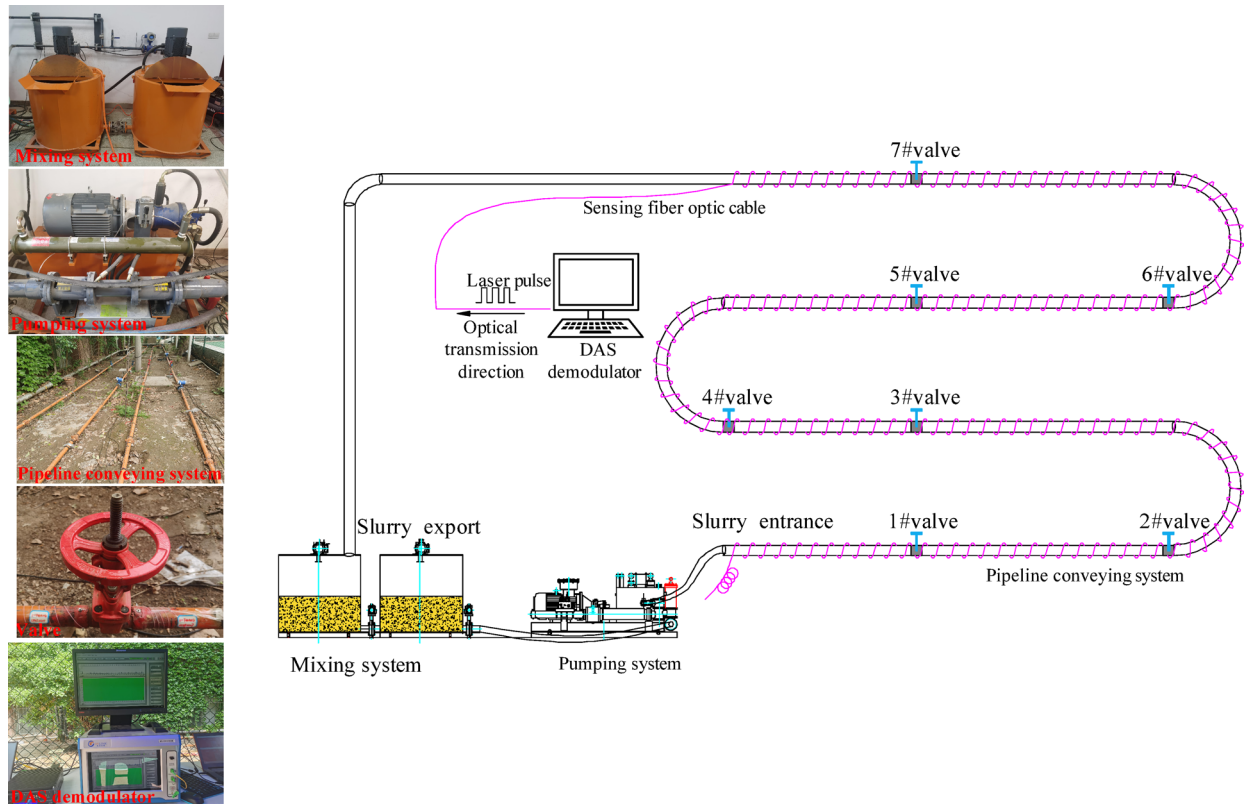 Mixing system
Pumping system
Pipeline conveying system
Valve
DAS demodulator
7#valve
Sensing fiber optic cable
5#valve
6#valve
Laser pulse
Optical
transmission
direction
DAS
demodulator
4#valve
3#valve
Slurry export
Slurry entrance
1#valve
2#valve
Pipeline conveying system
Mixing system
Pumping system